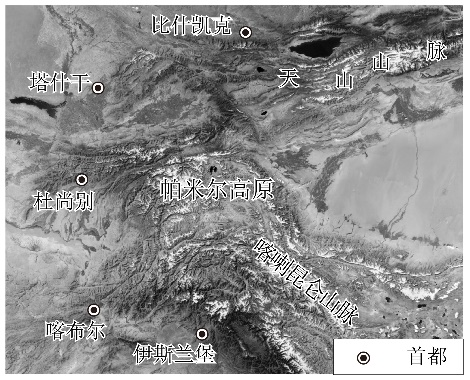 比什凯克
天山山脉
塔什干
杜尚别
帕米尔高原
喀喇昆仑山脉
喀布尔
伊斯兰堡
首都